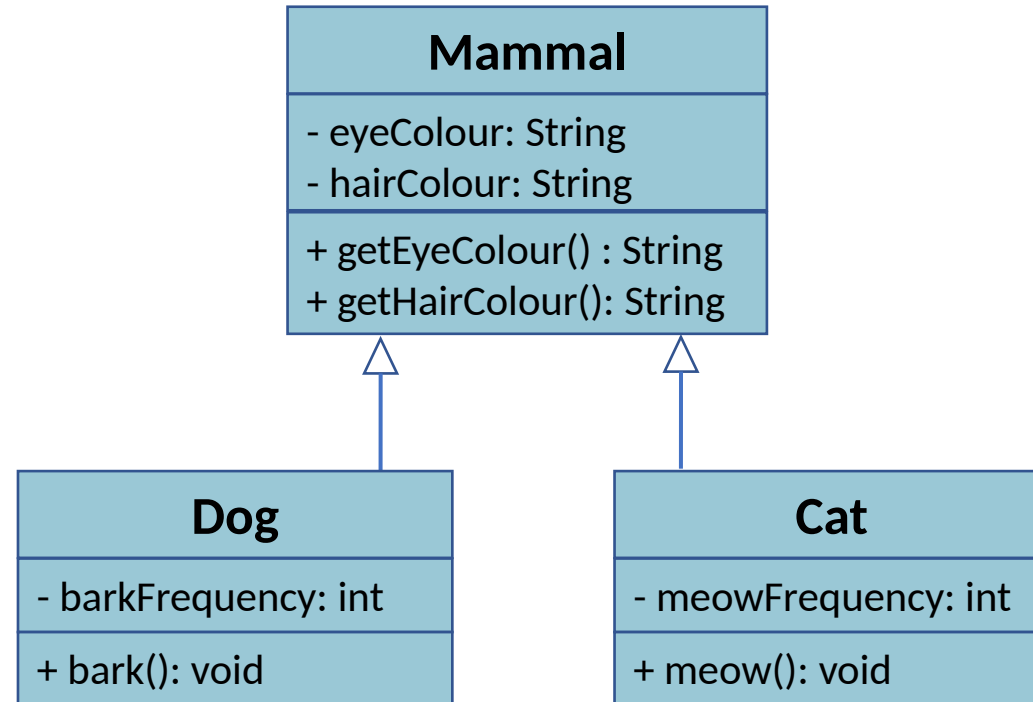 Mammal
- eyeColour: String
- hairColour: String
+ getEyeColour() : String
+ getHairColour(): String
Dog
- barkFrequency: int
+ bark(): void
Cat
- meowFrequency: int
+ meow(): void